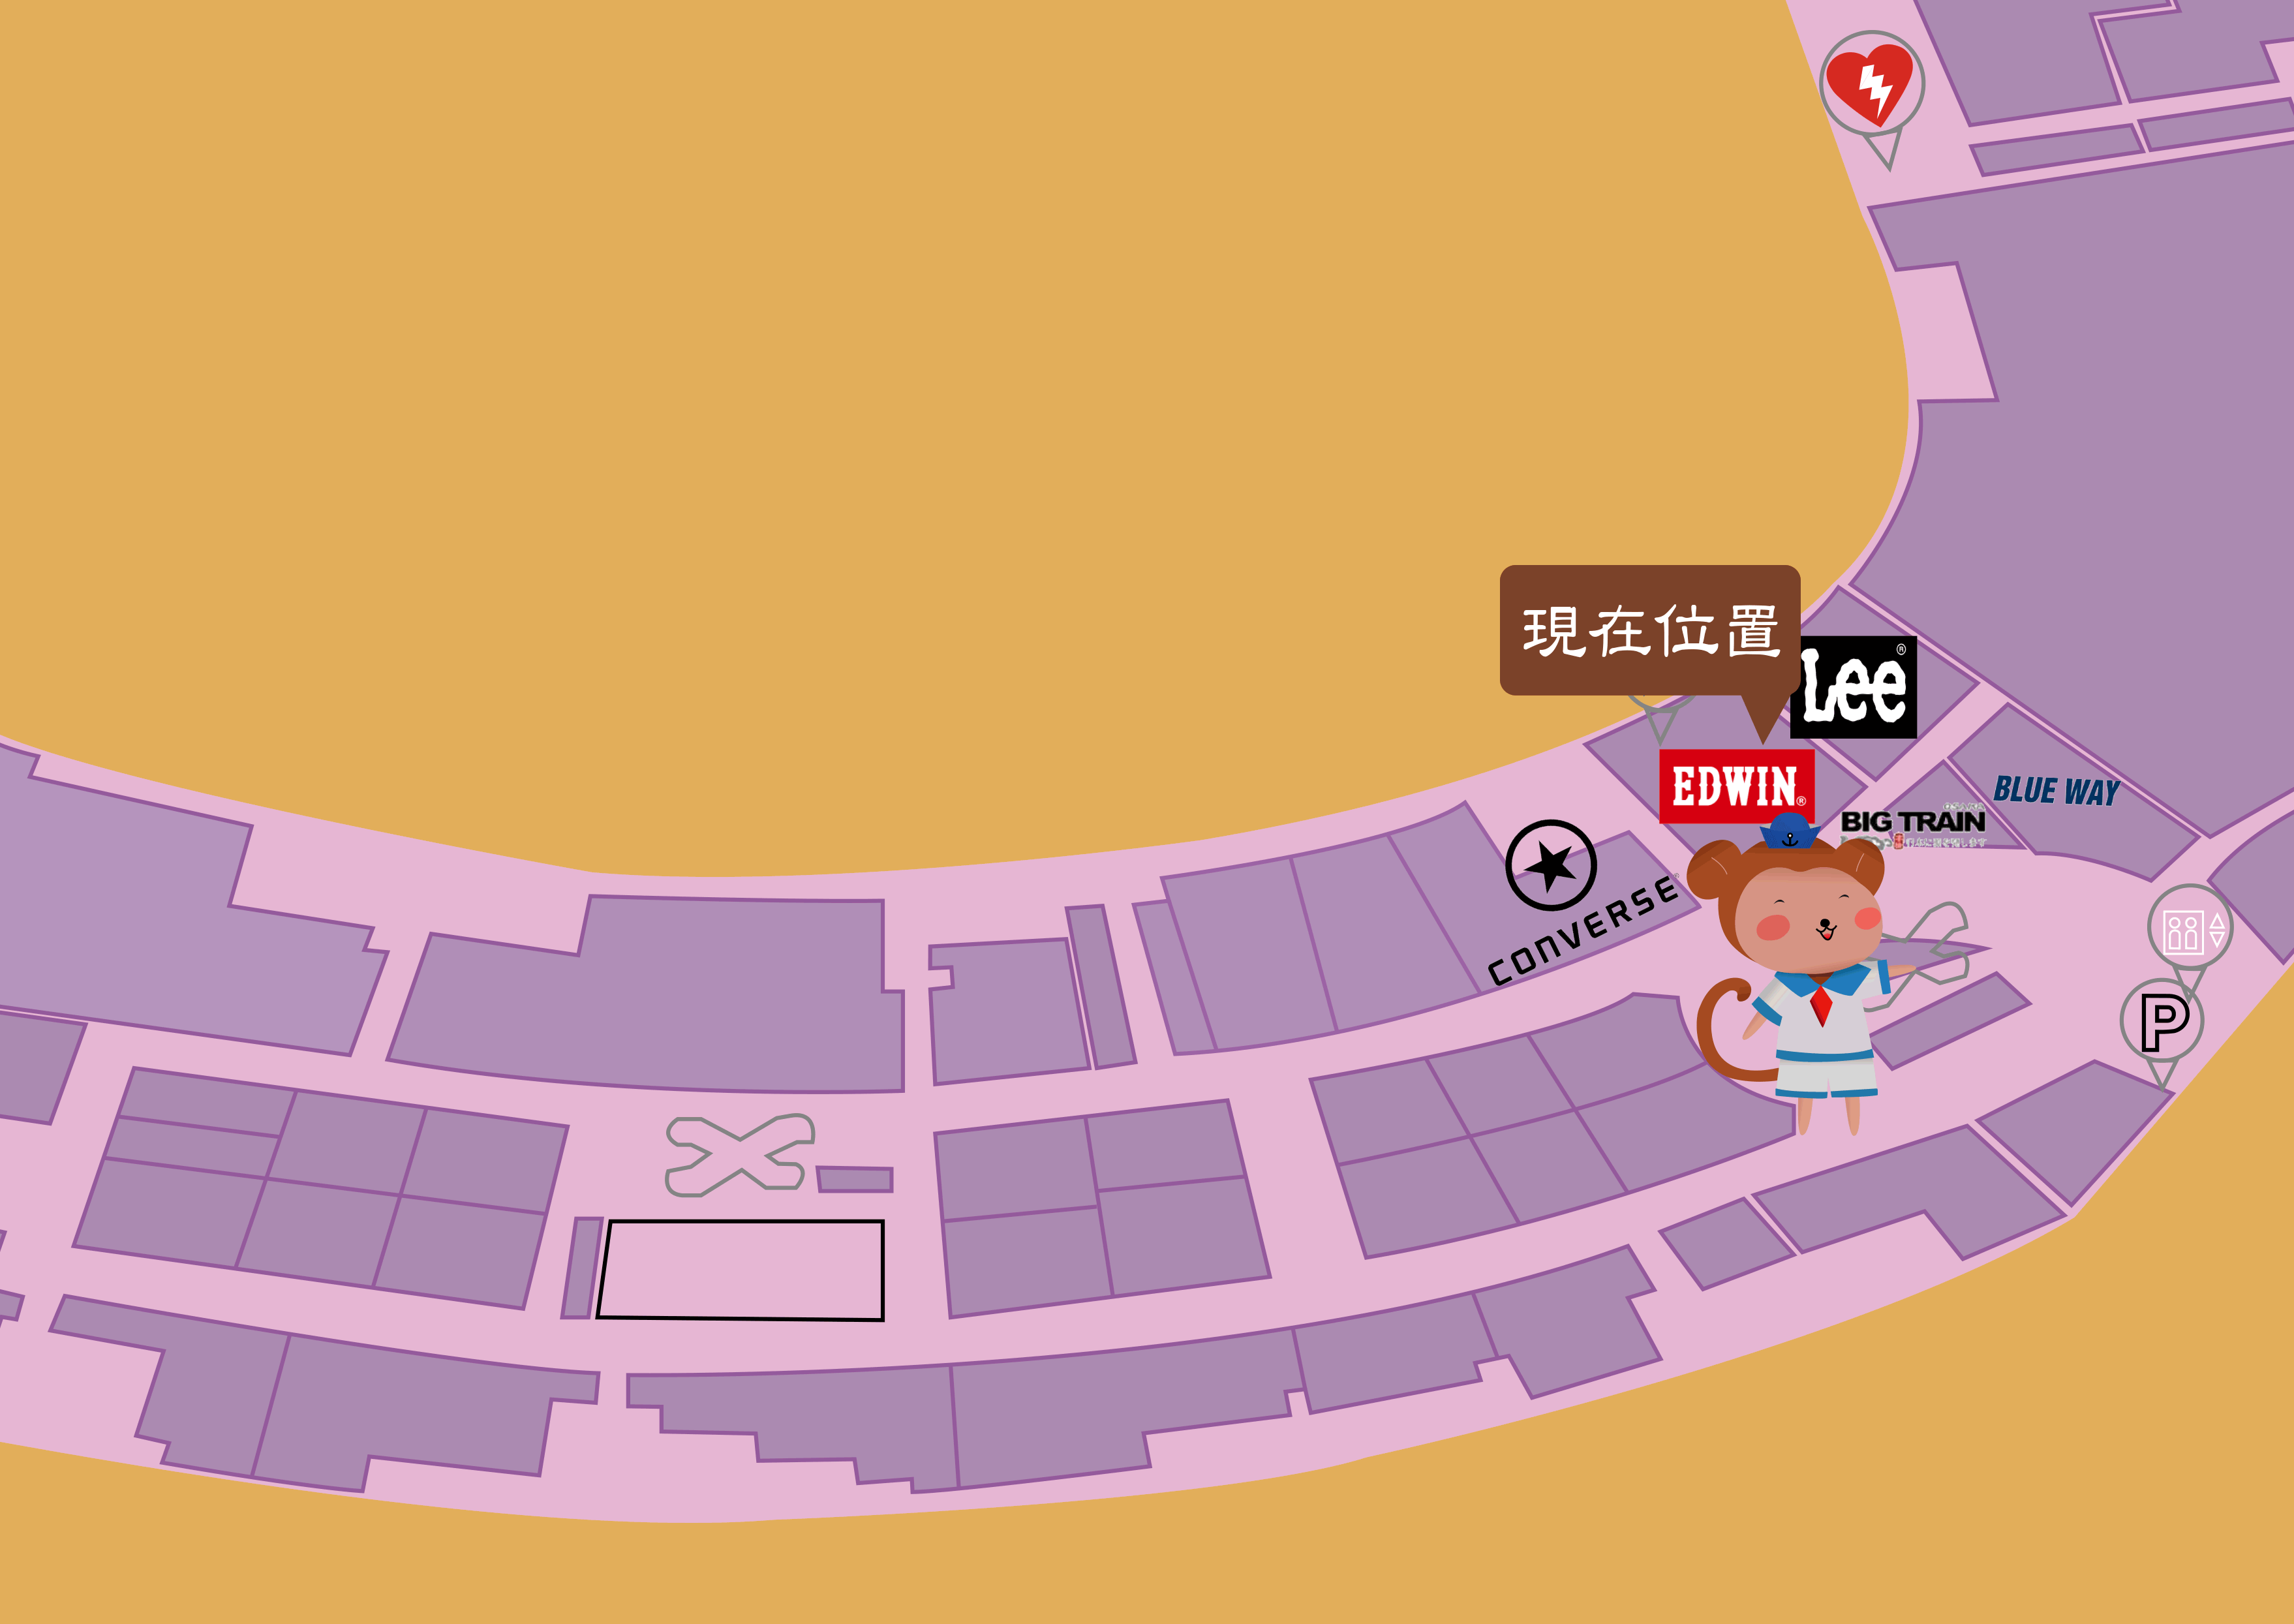 現在位置
Lee ®
EDWIN ®
BLUE WAY
BIG TRAIN
CONVERSE
P